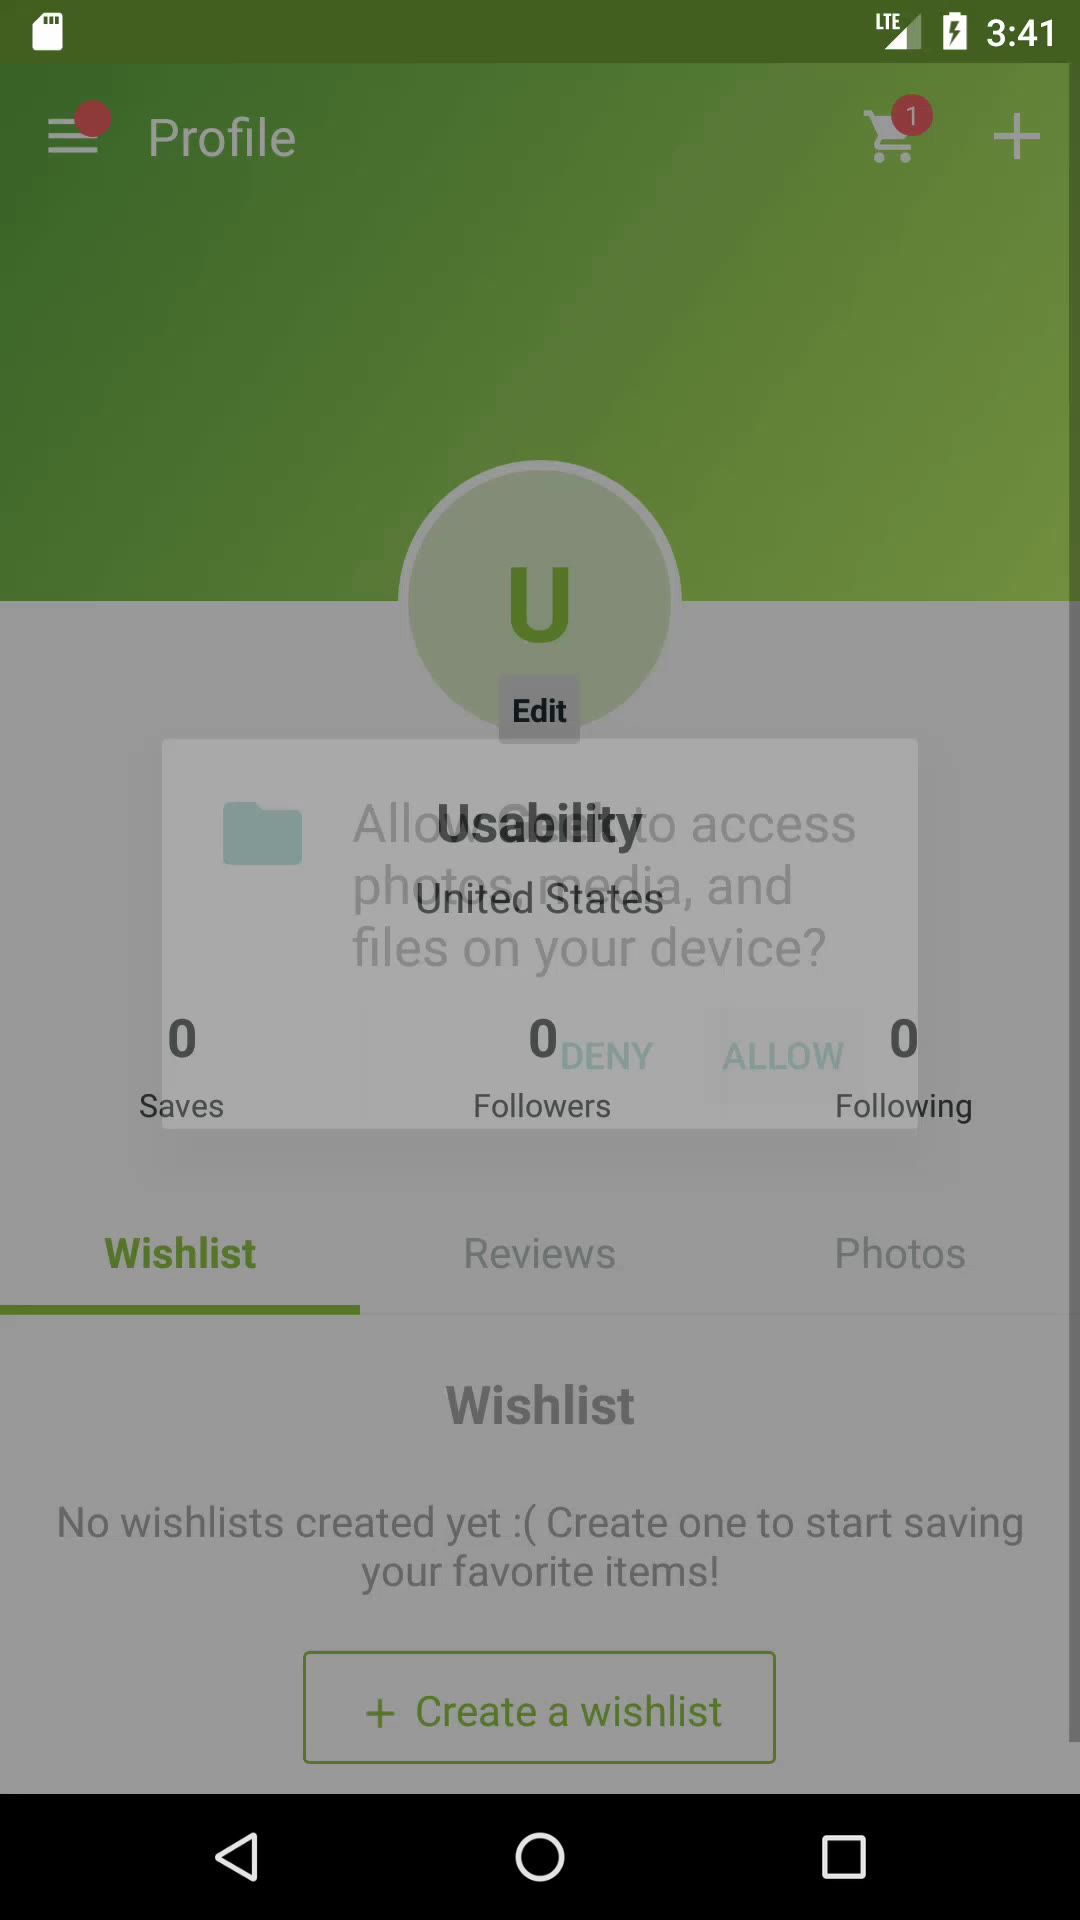 LTE 3:41
Profile
1
U
Edit
Allow Geek to access
photos, media, and
files on your device?
Usability
United States
DENY ALLOW
0 0 0
Saves Followers Following
Wishlist Reviews Photos
Wishlist
No wishlists created yet :( Create one to start saving
your favorite items!
+ Create a wishlist